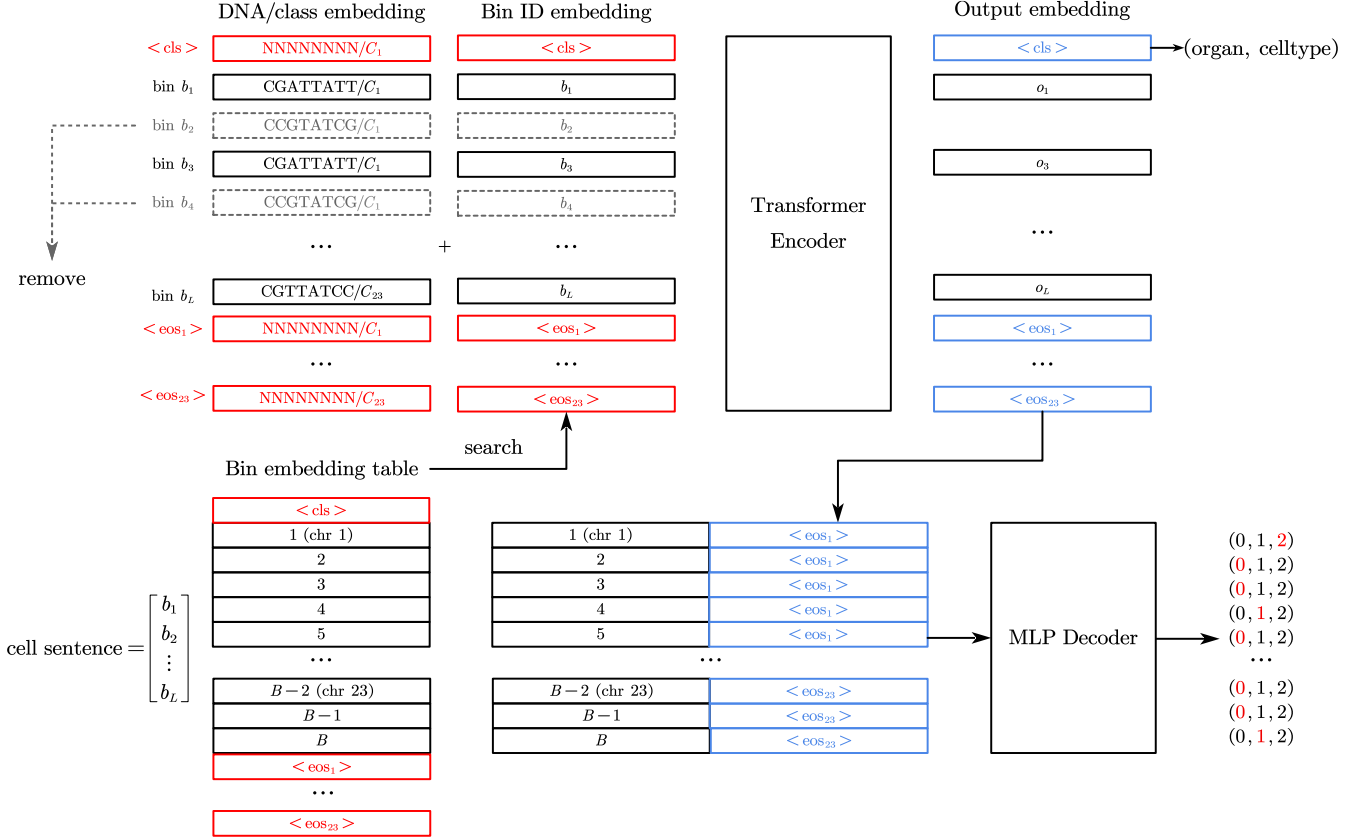 DNA/class embedding Bin ID embedding Output embedding
<cls> NNNNNNNN/C₁ <cls> <cls> (organ, celltype)
bin b₁ CGATTATT/C₁ b₁ o₁
bin b₂ CCGTATCG/C₁ b₂
bin b₃ CGATTATT/C₁ b₃ o₃
bin b₄ CCGTATCG/C₁ b₄
Transformer
Encoder
... + ... ...
remove
bin b_L CGTTATCC/C₂₃ b_L o_L
<eos₁> NNNNNNNN/C₁ <eos₁> <eos₁>
... ... ...
<eos₂₃> NNNNNNNN/C₂₃ <eos₂₃> <eos₂₃>
search
Bin embedding table
<cls>
1 (chr 1) 1 (chr 1) <eos₁> (0, 1, 2)
2 2 <eos₁> (0, 1, 2)
3 3 <eos₁> (0, 1, 2)
4 4 <eos₁> (0, 1, 2)
5 5 <eos₁> (0, 1, 2)
MLP Decoder
cell sentence = [b₁ b₂ ⋮ b_L]
... ... ...
B−2 (chr 23) B−2 (chr 23) <eos₂₃> (0, 1, 2)
B−1 B−1 <eos₂₃> (0, 1, 2)
B B <eos₂₃> (0, 1, 2)
<eos₁>
...
<eos₂₃>